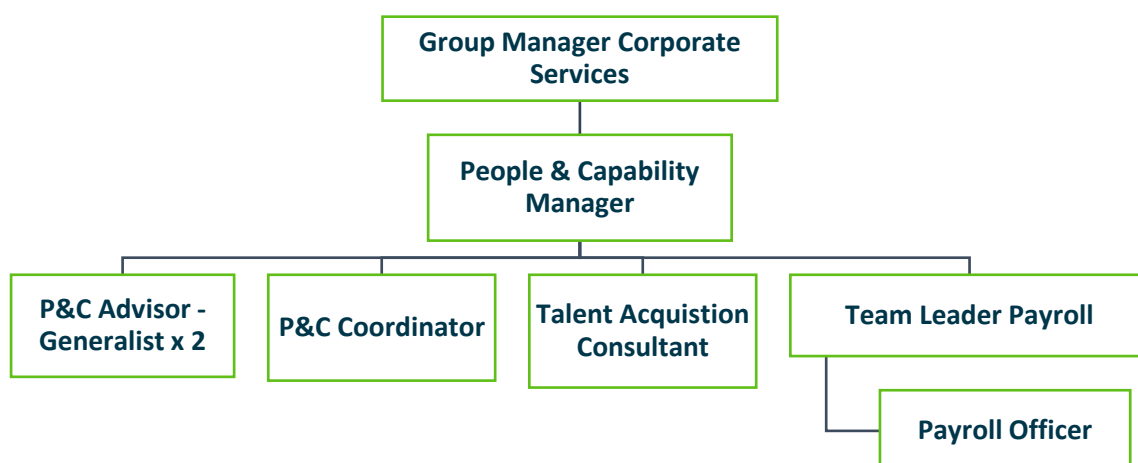 Group Manager Corporate
Services
People & Capability
Manager
P&C Advisor -
Generalist x 2
P&C Coordinator
Talent Acquistion
Consultant
Team Leader Payroll
Payroll Officer